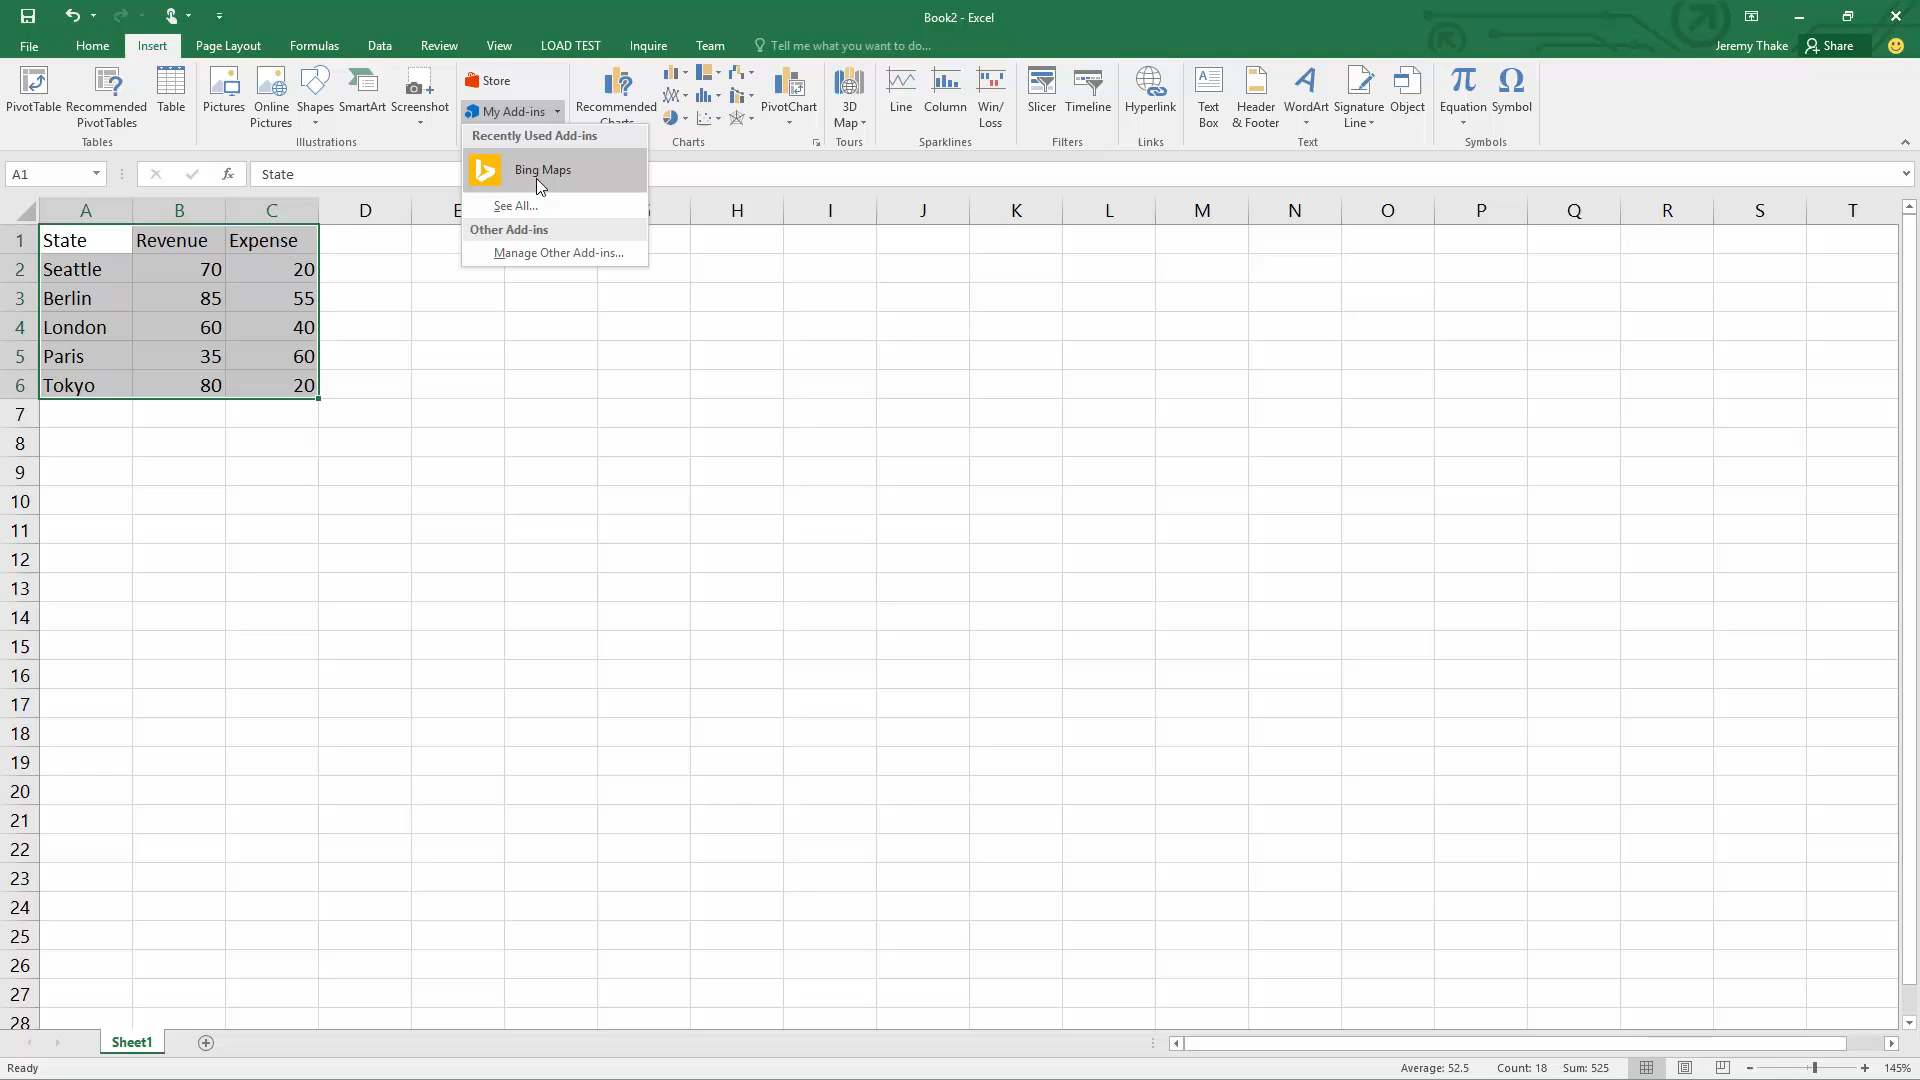 Book2 - Excel
File Home Insert Page Layout Formulas Data Review View LOAD TEST Inquire Team Tell me what you want to do... Jeremy Thake Share
PivotTable
Recommended
PivotTables
Table
Tables
Pictures
Online
Pictures
Shapes
SmartArt
Screenshot
Illustrations
Store
My Add-ins
Recently Used Add-ins
Bing Maps
See All...
Other Add-ins
Manage Other Add-ins...
Recommended
PivotChart
Charts
3D
Map
Tours
Line
Column
Win/
Loss
Sparklines
Slicer
Timeline
Filters
Hyperlink
Links
Text
Box
Header
& Footer
WordArt
Signature
Line
Object
Text
Equation
Symbol
Symbols
A1 fx State
A B C D H I J K L M N O P Q R S T
1 State Revenue Expense
2 Seattle 70 20
3 Berlin 85 55
4 London 60 40
5 Paris 35 60
6 Tokyo 80 20
7
8
9
10
11
12
13
14
15
16
17
18
19
20
21
22
23
24
25
26
27
28
Sheet1
Ready Average: 52.5 Count: 18 Sum: 525 145%